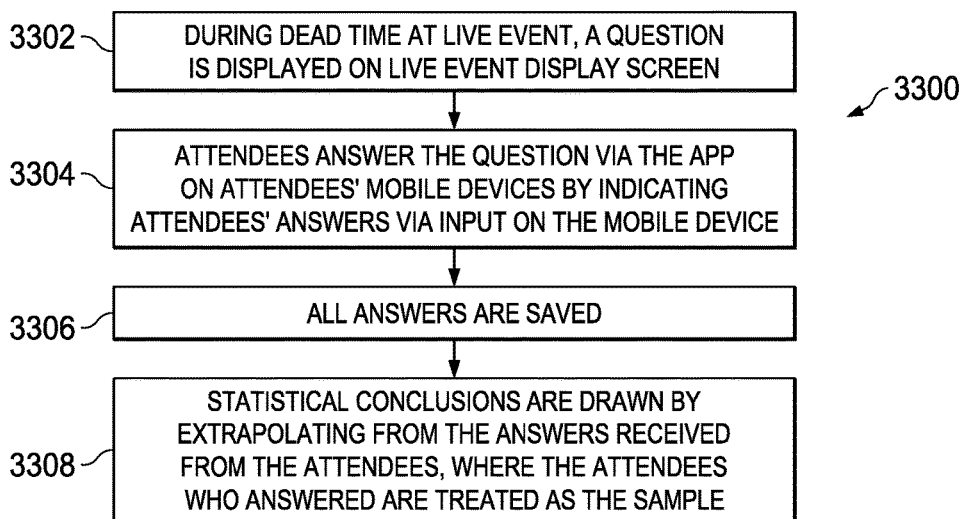 3302
DURING DEAD TIME AT LIVE EVENT, A QUESTION
IS DISPLAYED ON LIVE EVENT DISPLAY SCREEN
3300
3304
ATTENDEES ANSWER THE QUESTION VIA THE APP
ON ATTENDEES' MOBILE DEVICES BY INDICATING
ATTENDEES' ANSWERS VIA INPUT ON THE MOBILE DEVICE
3306
ALL ANSWERS ARE SAVED
3308
STATISTICAL CONCLUSIONS ARE DRAWN BY
EXTRAPOLATING FROM THE ANSWERS RECEIVED
FROM THE ATTENDEES, WHERE THE ATTENDEES
WHO ANSWERED ARE TREATED AS THE SAMPLE